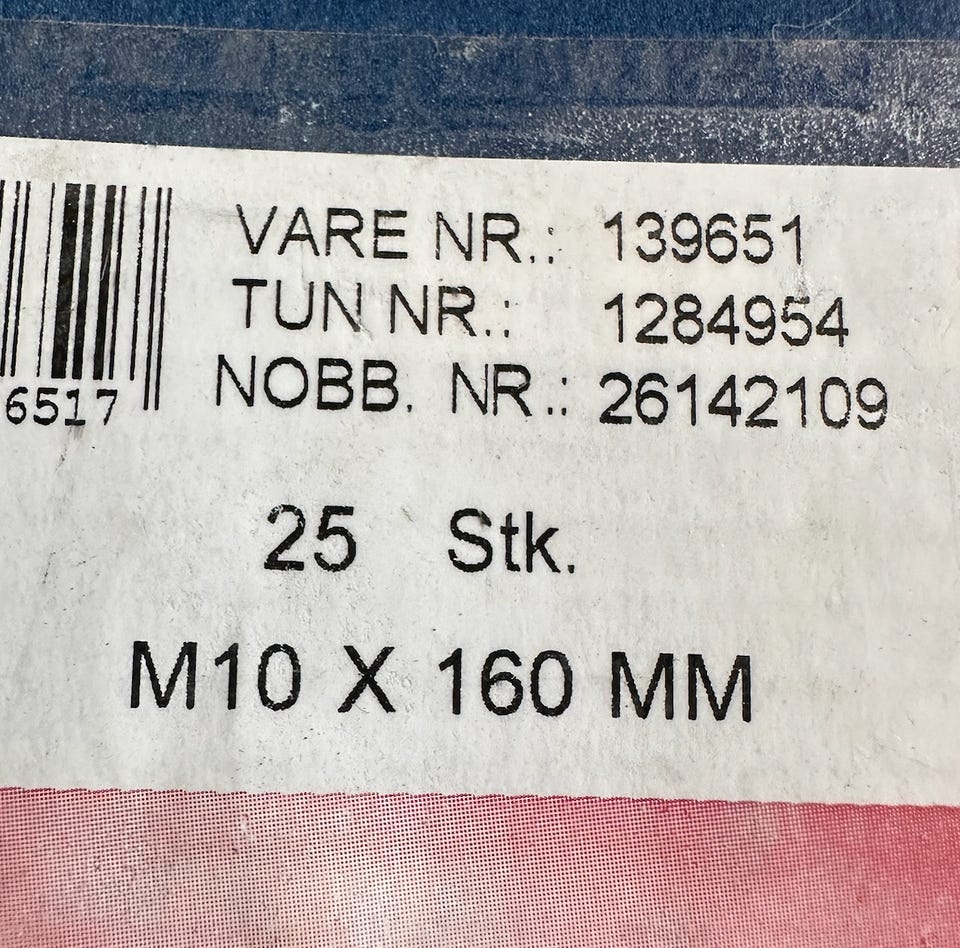 VARE NR.: 139651
TUN NR.: 1284954
NOBB. NR.: 26142109
6517
25 Stk.
M10 X 160 MM